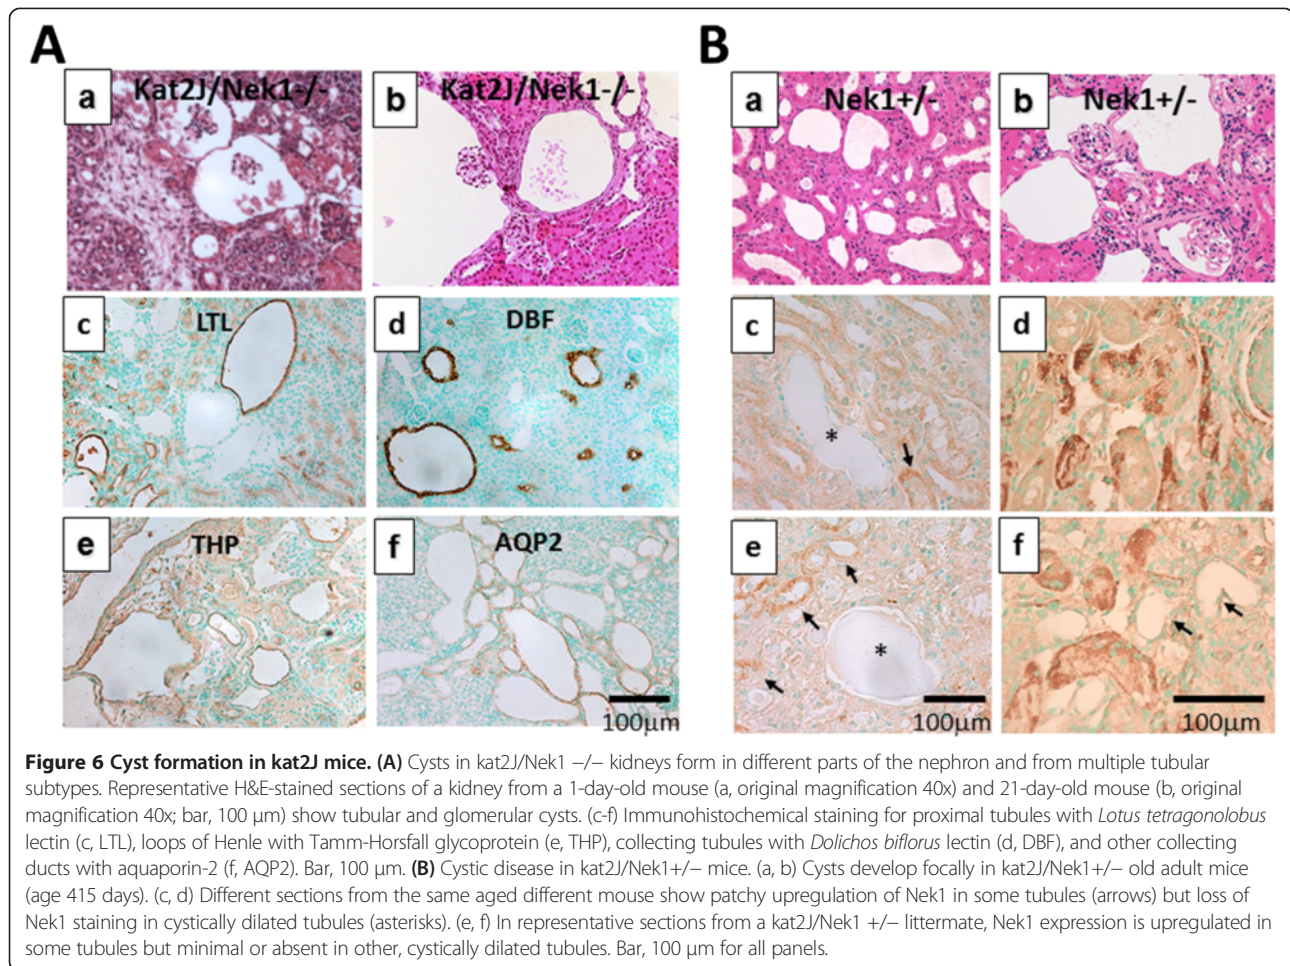 A
B
a
Kat2J/Nek1-/-
b
Kat2J/Nek1-/-
a
Nek1+/-
b
Nek1+/-
c
LTL
d
DBF
c
*
d
e
THP
f
AQP2
100μm
e
*
100μm
f
100μm
Figure 6 Cyst formation in kat2J mice. (A) Cysts in kat2J/Nek1 −/− kidneys form in different parts of the nephron and from multiple tubular
subtypes. Representative H&E-stained sections of a kidney from a 1-day-old mouse (a, original magnification 40x) and 21-day-old mouse (b, original
magnification 40x; bar, 100 μm) show tubular and glomerular cysts. (c-f) Immunohistochemical staining for proximal tubules with Lotus tetragonolobus
lectin (c, LTL), loops of Henle with Tamm-Horsfall glycoprotein (e, THP), collecting tubules with Dolichos biflorus lectin (d, DBF), and other collecting
ducts with aquaporin-2 (f, AQP2). Bar, 100 μm. (B) Cystic disease in kat2J/Nek1+/− mice. (a, b) Cysts develop focally in kat2J/Nek1+/− old adult mice
(age 415 days). (c, d) Different sections from the same aged different mouse show patchy upregulation of Nek1 in some tubules (arrows) but loss of
Nek1 staining in cystically dilated tubules (asterisks). (e, f) In representative sections from a kat2J/Nek1 +/− littermate, Nek1 expression is upregulated in
some tubules but minimal or absent in other, cystically dilated tubules. Bar, 100 μm for all panels.